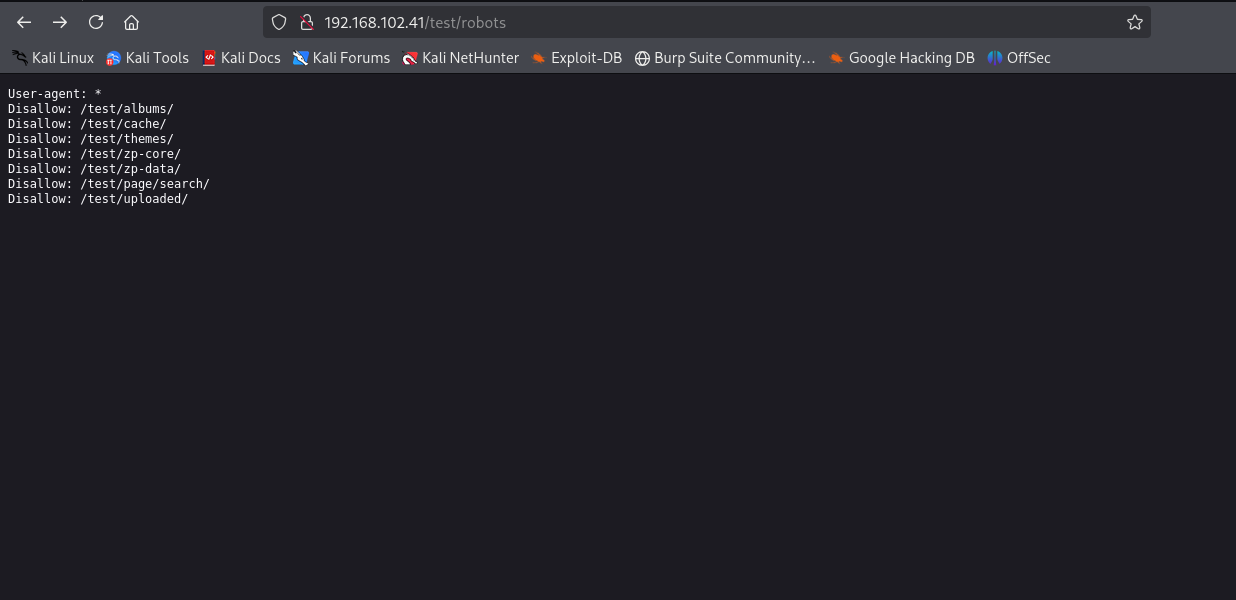 192.168.102.41/test/robots
Kali Linux Kali Tools Kali Docs Kali Forums Kali NetHunter Exploit-DB Burp Suite Community... Google Hacking DB OffSec
User-agent: *
Disallow: /test/albums/
Disallow: /test/cache/
Disallow: /test/themes/
Disallow: /test/zp-core/
Disallow: /test/zp-data/
Disallow: /test/page/search/
Disallow: /test/uploaded/